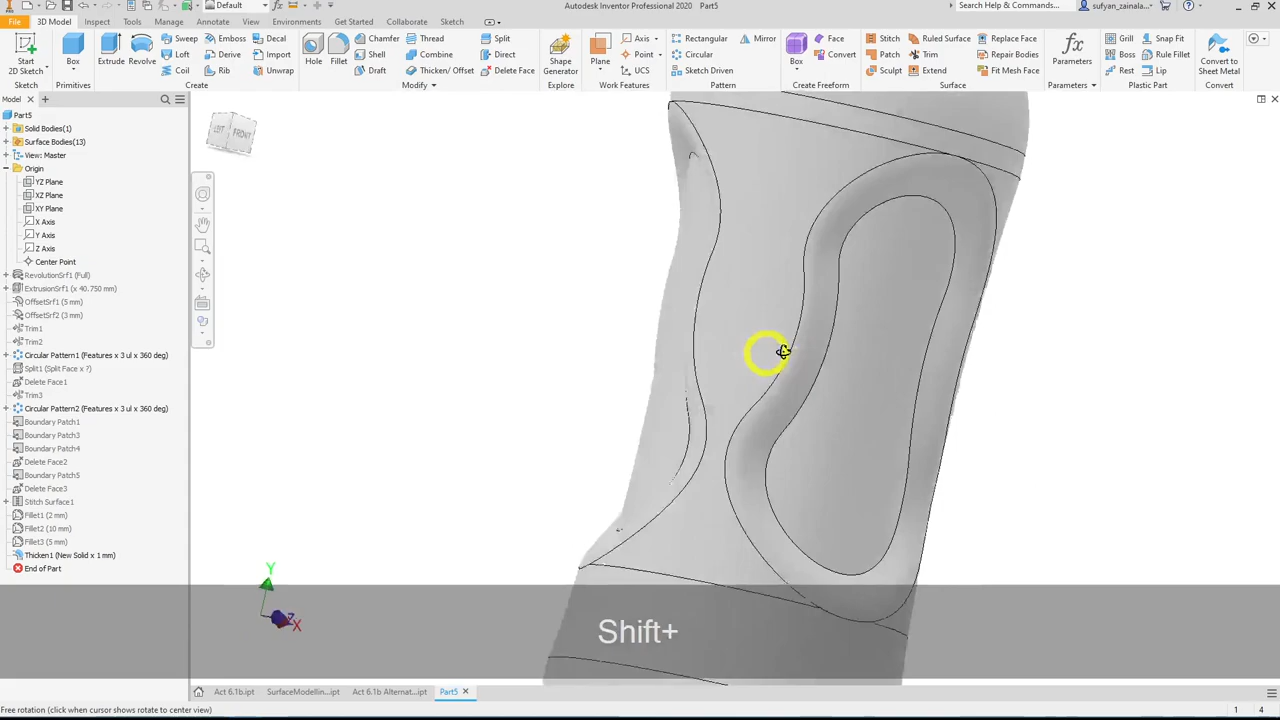 Default
Autodesk Inventor Professional 2020 Part5
Search Help & Commands...
sufyan_zainala...
File 3D Model Inspect Tools Manage Annotate View Environments Get Started Collaborate Sketch
Start 2D Sketch Box Extrude Revolve Sweep Emboss Decal Loft Derive Import Coil Rib Unwrap
Hole Fillet Chamfer Thread Split Shell Combine Direct Draft Thicken/ Offset Delete Face
Shape Generator Plane Axis Point UCS Rectangular Mirror Circular Sketch Driven
Box Face Convert Stitch Ruled Surface Replace Face Patch Trim Repair Bodies Sculpt Extend Fit Mesh Face
Parameters Grill Snap Fit Boss Rule Fillet Rest Lip Convert to Sheet Metal
Sketch Primitives Create Modify Explore Work Features Pattern Create Freeform Surface Parameters Plastic Part Convert
Model
Part5
Solid Bodies(1)
Surface Bodies(13)
View: Master
Origin
YZ Plane
XZ Plane
XY Plane
X Axis
Y Axis
Z Axis
Center Point
RevolutionSrf1 (Full)
ExtrusionSrf1 (x 40.750 mm)
OffsetSrf1 (5 mm)
OffsetSrf2 (3 mm)
Trim1
Trim2
Circular Pattern1 (Features x 3 ul x 360 deg)
Split1 (Split Face x ?)
Delete Face1
Trim3
Circular Pattern2 (Features x 3 ul x 360 deg)
Boundary Patch1
Boundary Patch3
Boundary Patch4
Delete Face2
Boundary Patch5
Delete Face3
Stitch Surface1
Fillet1 (2 mm)
Fillet2 (10 mm)
Fillet3 (5 mm)
Thicken1 (New Solid x 1 mm)
End of Part
LEFT FRONT
Y
Z
X
Shift+
Act 6.1b.ipt SurfaceModellin...ipt Act 6.1b Alternat...ipt Part5
Free rotation (click when cursor shows rotate to center view)
1 4